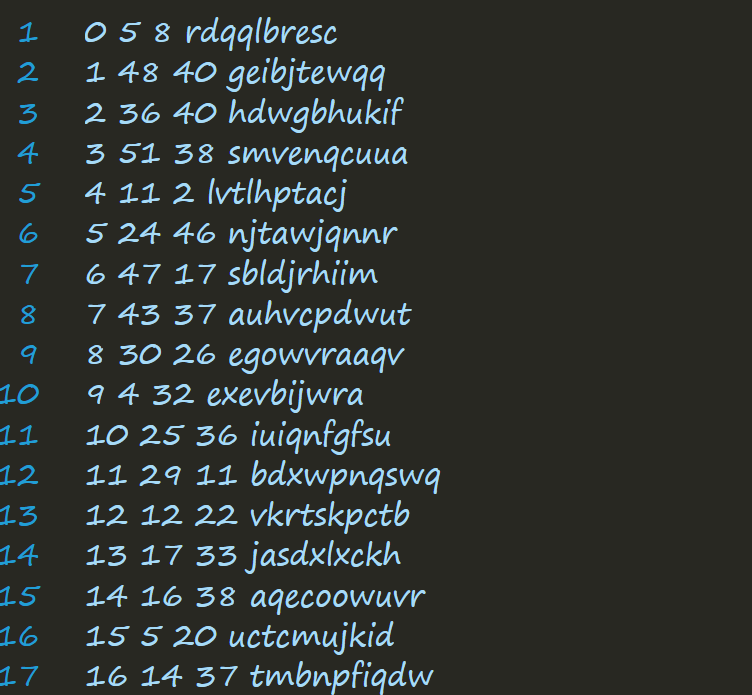 1 0 5 8 rdqqlbresc
2 1 48 40 geibjtewqq
3 2 36 40 hdwgbhukif
4 3 51 38 smvenqcuua
5 4 11 2 lvtlhptacj
6 5 24 46 njtawjqnnr
7 6 47 17 sbldjrhiim
8 7 43 37 auhvcpdwut
9 8 30 26 egowvraaqv
10 9 4 32 exevbijwra
11 10 25 36 iuiqnfgfsu
12 11 29 11 bdxwpnqswq
13 12 12 22 vkrtskpctb
14 13 17 33 jasdxlxckh
15 14 16 38 aqecoowuvr
16 15 5 20 uctcmujkid
17 16 14 37 tmbnpfiqdw